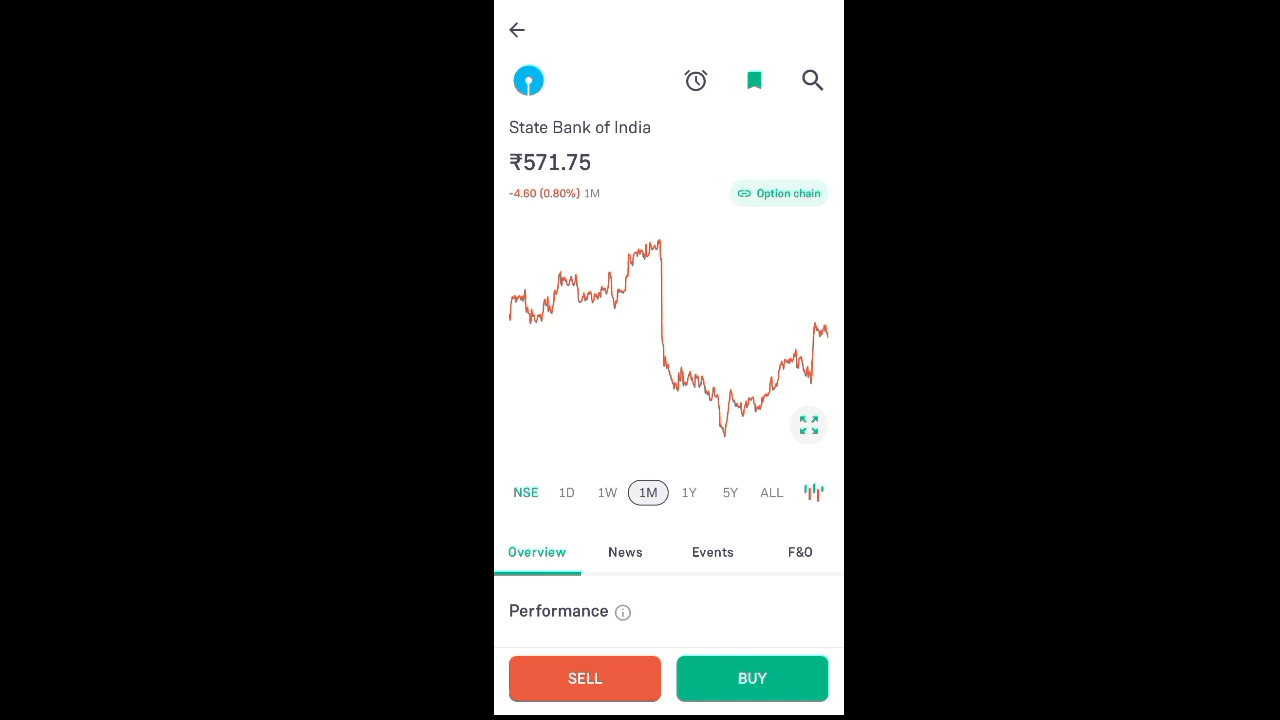 State Bank of India
₹571.75
-4.60 (0.80%) 1M
Option chain
NSE 1D 1W 1M 1Y 5Y ALL
Overview News Events F&O
Performance
SELL BUY